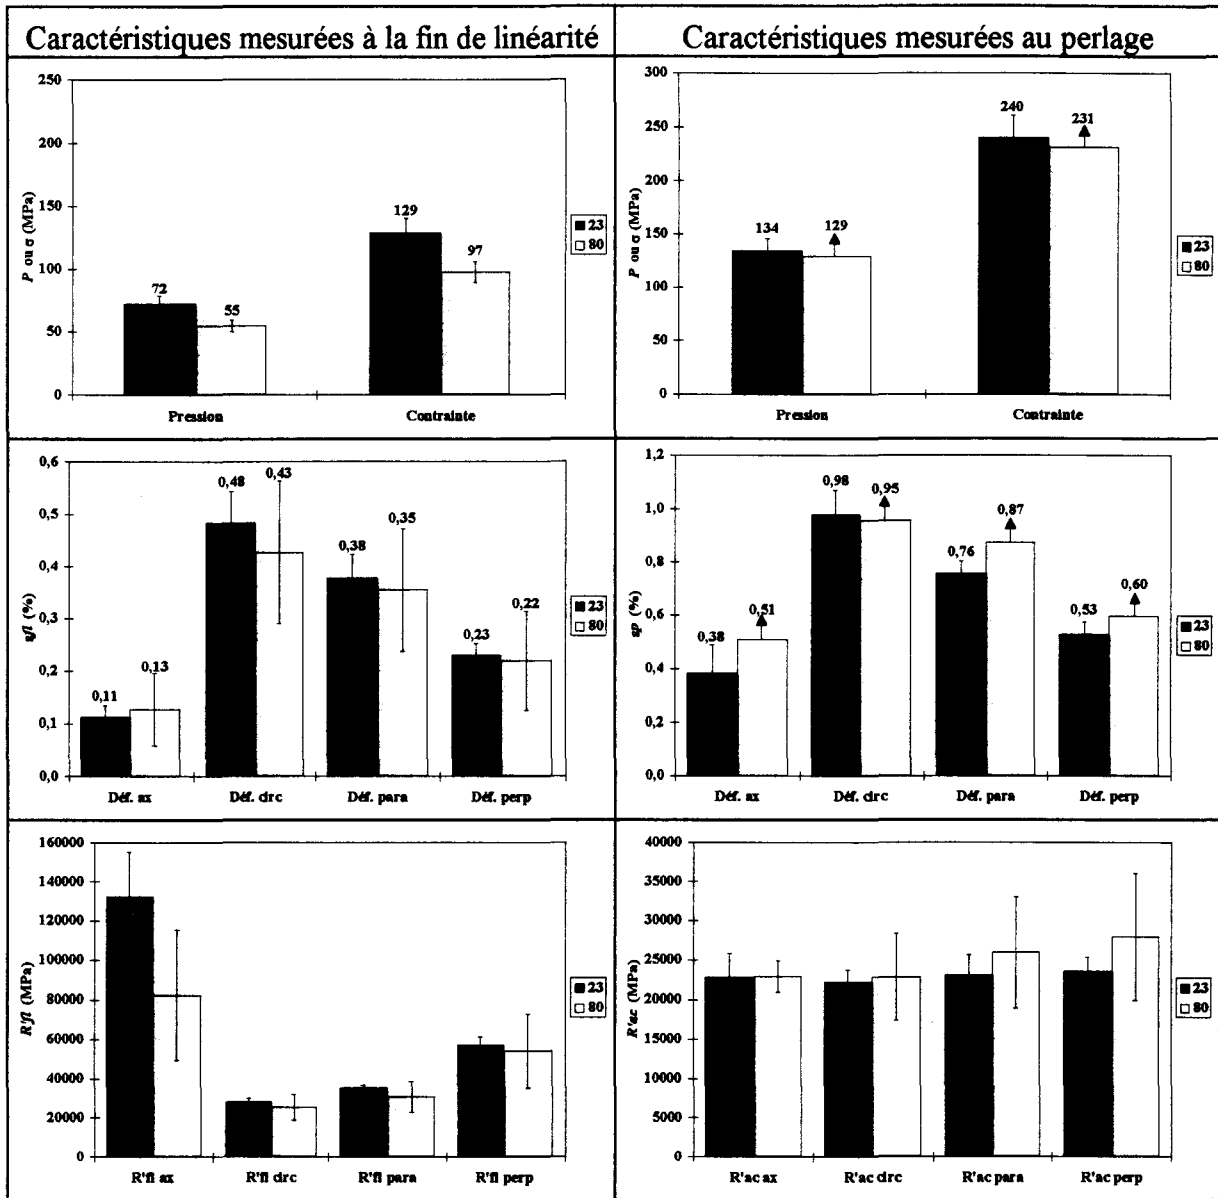 Caractéristiques mesurées à la fin de linéarité
Caractéristiques mesurées au perlage
250
200
150
100
50
0
P ou σ (MPa)
72
55
129
97
Pression
Contrainte
23
80
300
250
200
150
100
50
0
P ou σ (MPa)
134
129
240
231
Pression
Contrainte
23
80
0,6
0,5
0,4
0,3
0,2
0,1
0,0
εfl (%)
0,11
0,13
0,48
0,43
0,38
0,35
0,23
0,22
Déf. ax
Déf. circ
Déf. para
Déf. perp
23
80
1,2
1,0
0,8
0,6
0,4
0,2
0,0
εp (%)
0,38
0,51
0,98
0,95
0,76
0,87
0,53
0,60
Déf. ax
Déf. circ
Déf. para
Déf. perp
23
80
160000
140000
120000
100000
80000
60000
40000
20000
0
R'fl (MPa)
R'fl ax
R'fl circ
R'fl para
R'fl perp
23
80
40000
35000
30000
25000
20000
15000
10000
5000
0
R'ac (MPa)
R'ac ax
R'ac circ
R'ac para
R'ac perp
23
80